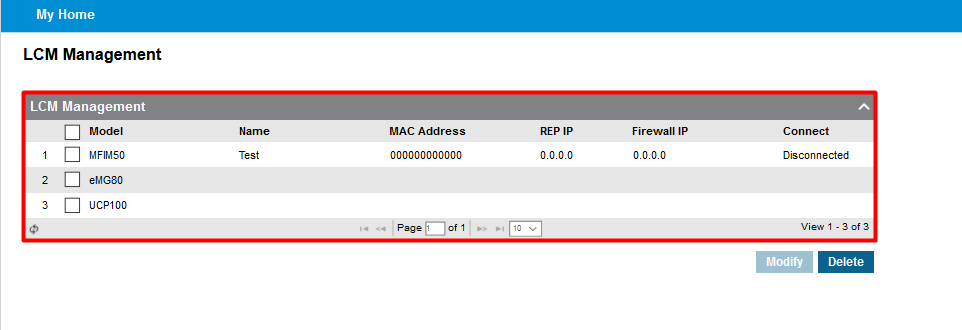 My Home
LCM Management
LCM Management
Model Name MAC Address REP IP Firewall IP Connect
1 MFIM50 Test 000000000000 0.0.0.0 0.0.0.0 Disconnected
2 eMG80
3 UCP100
Page 1 of 1 10 View 1 - 3 of 3
Modify Delete